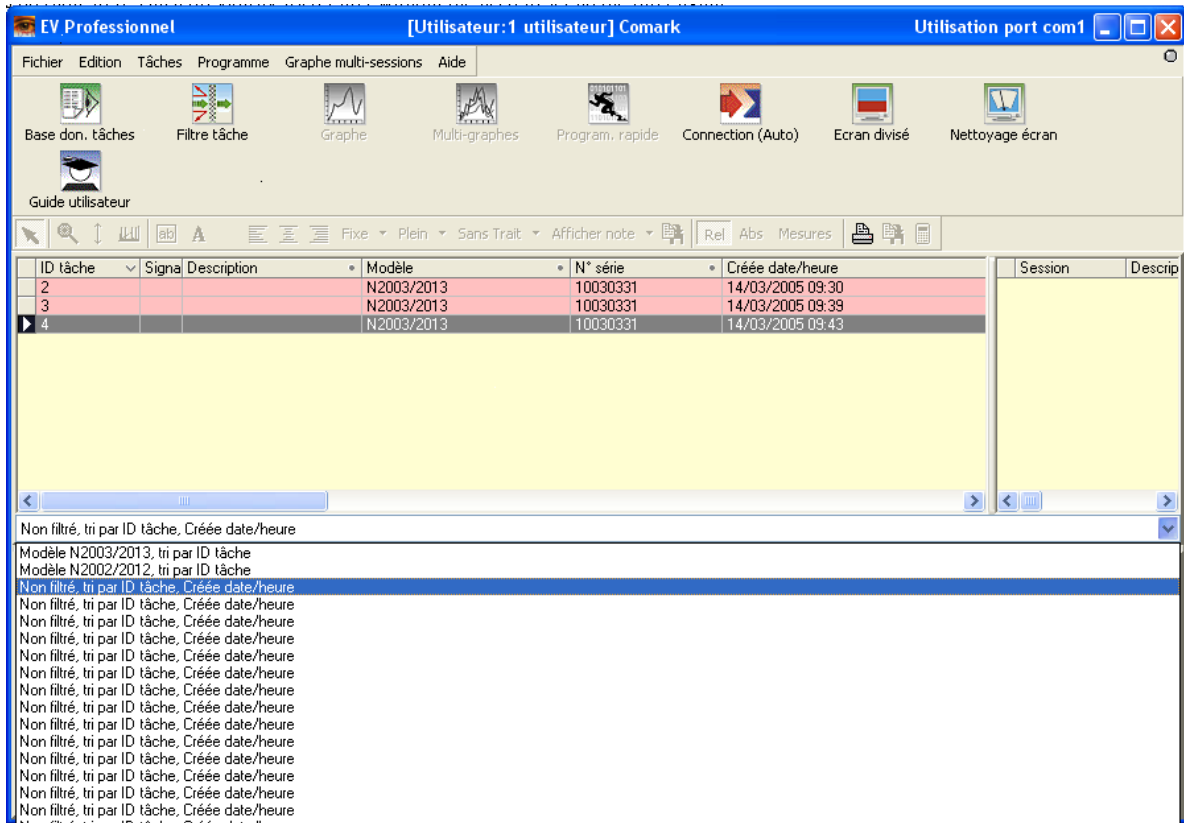 EV Professionnel [Utilisateur:1 utilisateur] Comark Utilisation port com1
Fichier Edition Tâches Programme Graphe multi-sessions Aide
Base don. tâches Filtre tâche Graphe Multi-graphes Program. rapide Connection (Auto) Ecran divisé Nettoyage écran
Guide utilisateur
ab A Fixe Plein Sans Trait Afficher note Rel Abs Mesures
ID tâche Signa Description Modèle N° série Créée date/heure Session Descrip
2 N2003/2013 10030331 14/03/2005 09:30
3 N2003/2013 10030331 14/03/2005 09:39
4 N2003/2013 10030331 14/03/2005 09:43
Non filtré, tri par ID tâche, Créée date/heure
Modèle N2003/2013, tri par ID tâche
Modèle N2002/2012, tri par ID tâche
Non filtré, tri par ID tâche, Créée date/heure
Non filtré, tri par ID tâche, Créée date/heure
Non filtré, tri par ID tâche, Créée date/heure
Non filtré, tri par ID tâche, Créée date/heure
Non filtré, tri par ID tâche, Créée date/heure
Non filtré, tri par ID tâche, Créée date/heure
Non filtré, tri par ID tâche, Créée date/heure
Non filtré, tri par ID tâche, Créée date/heure
Non filtré, tri par ID tâche, Créée date/heure
Non filtré, tri par ID tâche, Créée date/heure
Non filtré, tri par ID tâche, Créée date/heure
Non filtré, tri par ID tâche, Créée date/heure
Non filtré, tri par ID tâche, Créée date/heure
Non filtré, tri par ID tâche, Créée date/heure